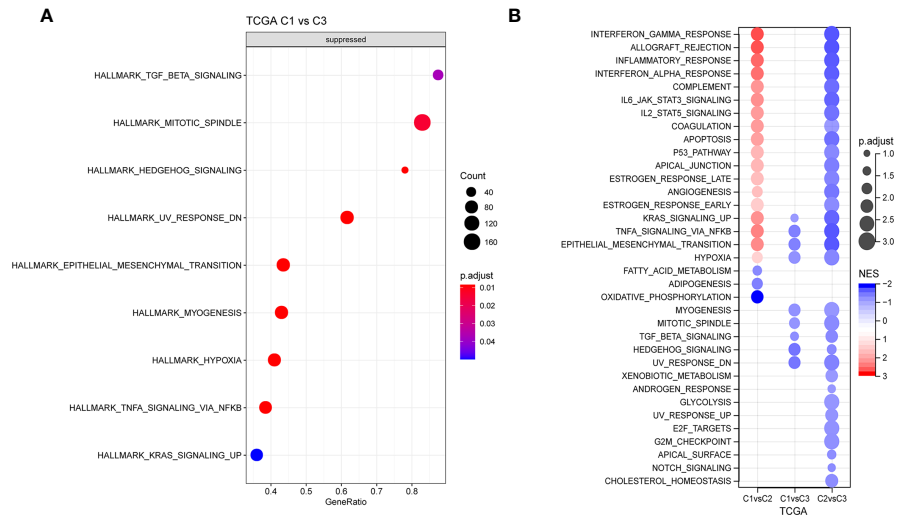 A
TCGA C1 vs C3
suppressed
HALLMARK_TGF_BETA_SIGNALING
HALLMARK_MITOTIC_SPINDLE
HALLMARK_HEDGEHOG_SIGNALING
HALLMARK_UV_RESPONSE_DN
HALLMARK_EPITHELIAL_MESENCHYMAL_TRANSITION
HALLMARK_MYOGENESIS
HALLMARK_HYPOXIA
HALLMARK_TNFA_SIGNALING_VIA_NFKB
HALLMARK_KRAS_SIGNALING_UP
0.4 0.5 0.6 0.7 0.8
GeneRatio
Count
40
80
120
160
p.adjust
0.01
0.02
0.03
0.04
B
INTERFERON_GAMMA_RESPONSE
ALLOGRAFT_REJECTION
INFLAMMATORY_RESPONSE
INTERFERON_ALPHA_RESPONSE
COMPLEMENT
IL6_JAK_STAT3_SIGNALING
IL2_STAT5_SIGNALING
COAGULATION
APOPTOSIS
P53_PATHWAY
APICAL_JUNCTION
ESTROGEN_RESPONSE_LATE
ANGIOGENESIS
ESTROGEN_RESPONSE_EARLY
KRAS_SIGNALING_UP
TNFA_SIGNALING_VIA_NFKB
EPITHELIAL_MESENCHYMAL_TRANSITION
HYPOXIA
FATTY_ACID_METABOLISM
ADIPOGENESIS
OXIDATIVE_PHOSPHORYLATION
MYOGENESIS
MITOTIC_SPINDLE
TGF_BETA_SIGNALING
HEDGEHOG_SIGNALING
UV_RESPONSE_DN
XENOBIOTIC_METABOLISM
ANDROGEN_RESPONSE
GLYCOLYSIS
UV_RESPONSE_UP
E2F_TARGETS
G2M_CHECKPOINT
APICAL_SURFACE
NOTCH_SIGNALING
CHOLESTEROL_HOMEOSTASIS
C1vsC2 C1vsC3 C2vsC3
TCGA
p.adjust
1.0
1.5
2.0
2.5
3.0
NES
−2
−1
0
1
2
3